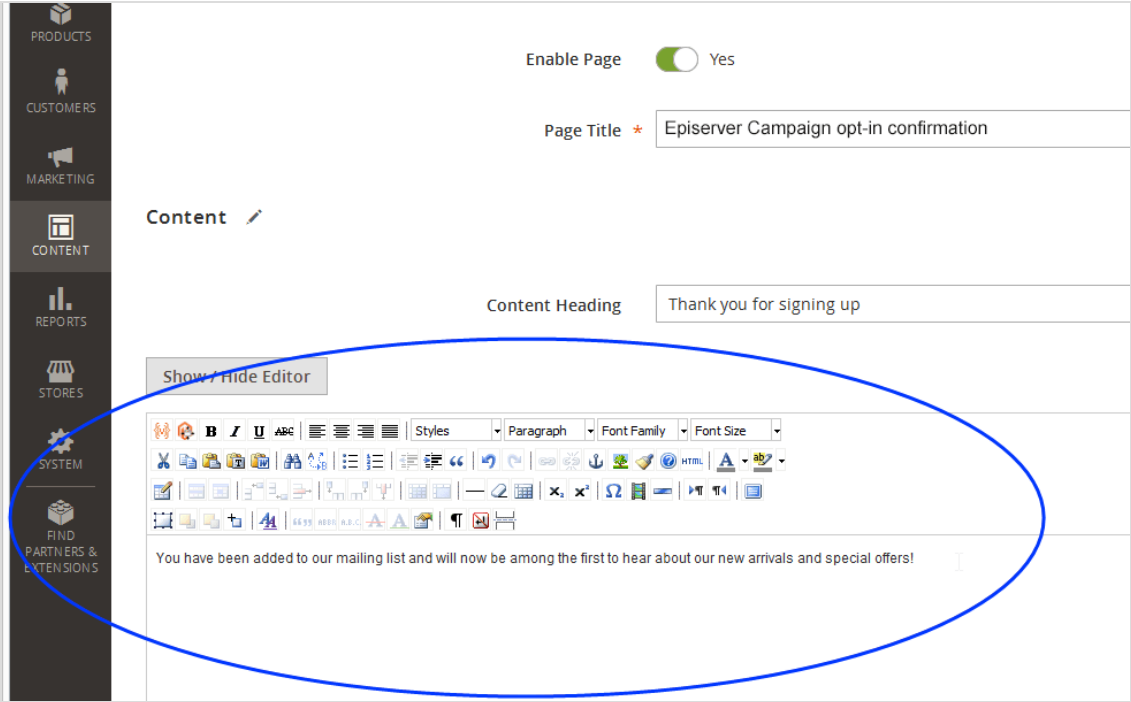 PRODUCTS
CUSTOMERS
MARKETING
CONTENT
REPORTS
STORES
SYSTEM
FIND
PARTNERS &
EXTENSIONS
Enable Page Yes
Page Title * Episerver Campaign opt-in confirmation
Content
Content Heading Thank you for signing up
Show / Hide Editor
B I U ABC Styles Paragraph Font Family Font Size
HTML A ab
x₂ x² Ω ¶ ¶
A A.B.C. A A ¶
You have been added to our mailing list and will now be among the first to hear about our new arrivals and special offers!